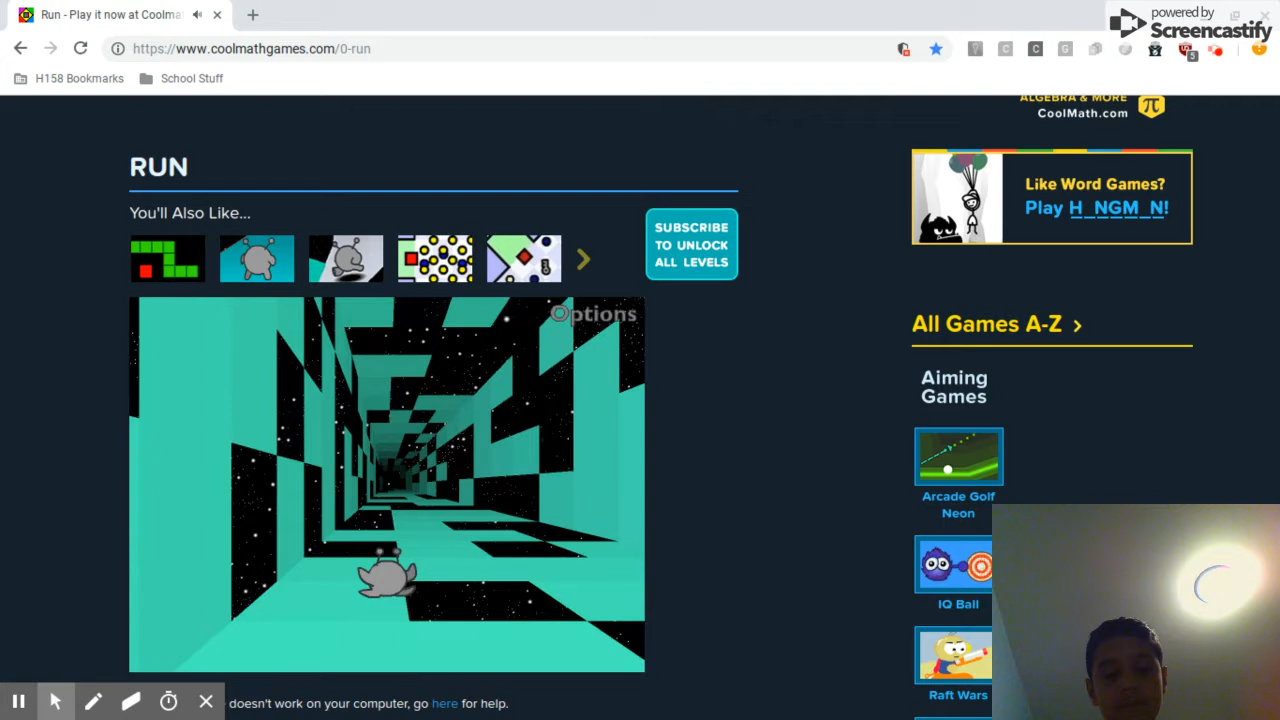 Run - Play it now at Coolma
powered by
Screencastify
https://www.coolmathgames.com/0-run
5
H158 Bookmarks
School Stuff
ALGEBRA & MORE
CoolMath.com
RUN
You'll Also Like...
SUBSCRIBE
TO UNLOCK
ALL LEVELS
Like Word Games?
Play H_NGM_N!
Options
All Games A-Z
Aiming
Games
Arcade Golf
Neon
IQ Ball
Raft Wars
doesn't work on your computer, go here for help.